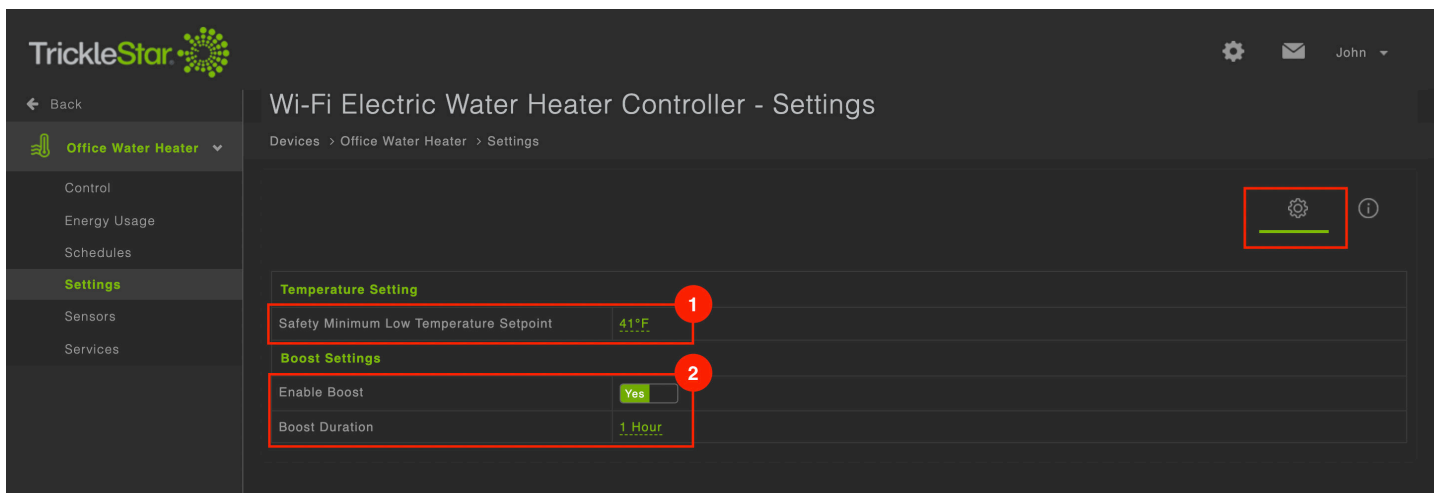 TrickleStar
John
Back
Wi-Fi Electric Water Heater Controller - Settings
Office Water Heater
Devices > Office Water Heater > Settings
Control
Energy Usage
Schedules
Settings
Sensors
Services
Temperature Setting
1
Safety Minimum Low Temperature Setpoint 41°F
Boost Settings
2
Enable Boost Yes
Boost Duration 1 Hour